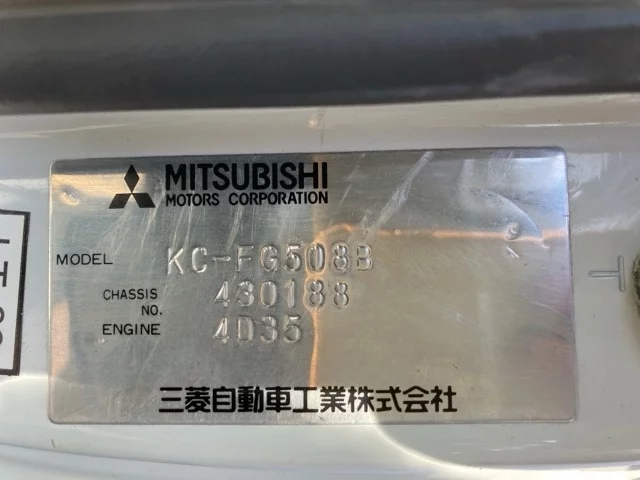 MITSUBISHI
MOTORS CORPORATION
MODEL KC-FG508B
CHASSIS NO. 430188
ENGINE 4D35
三菱自動車工業株式会社